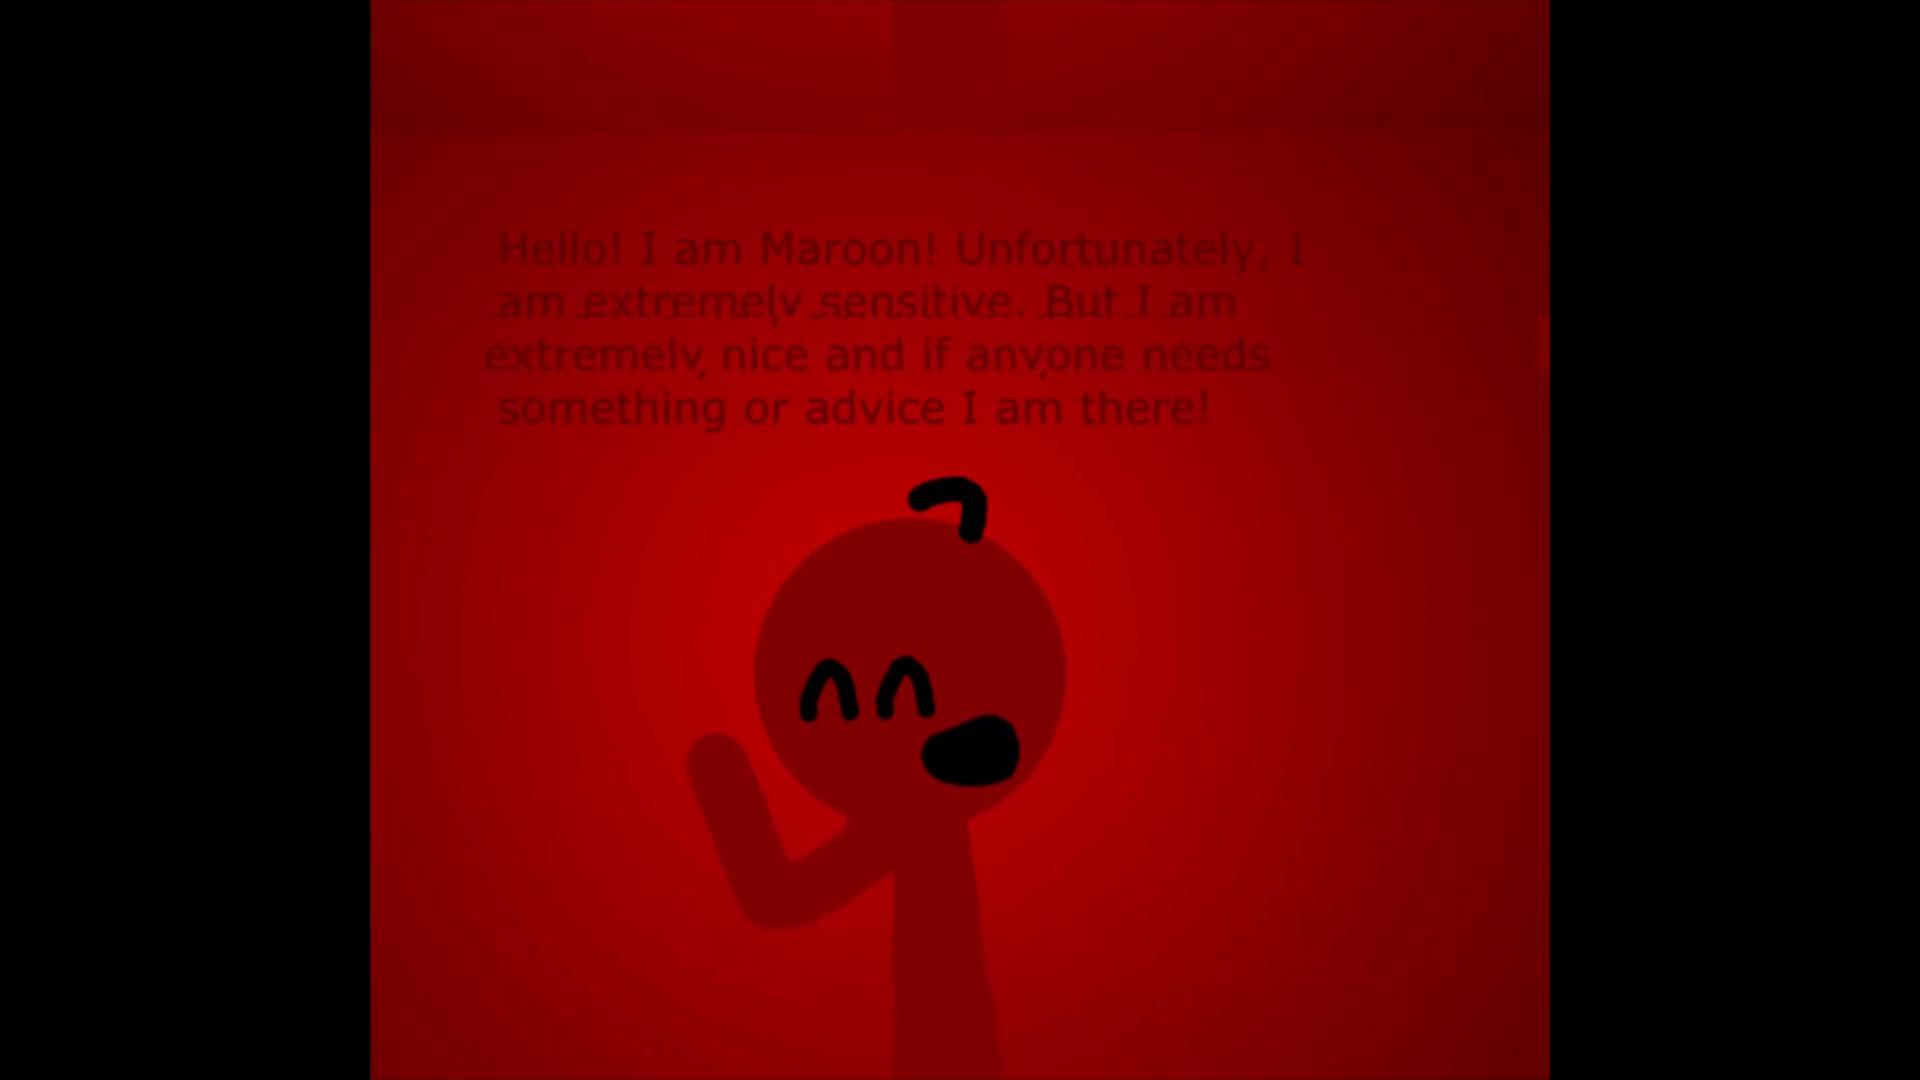 Hello! I am Maroon! Unfortunately, I
am extremely sensitive. But I am
extremely nice and if anyone needs
something or advice I am there!